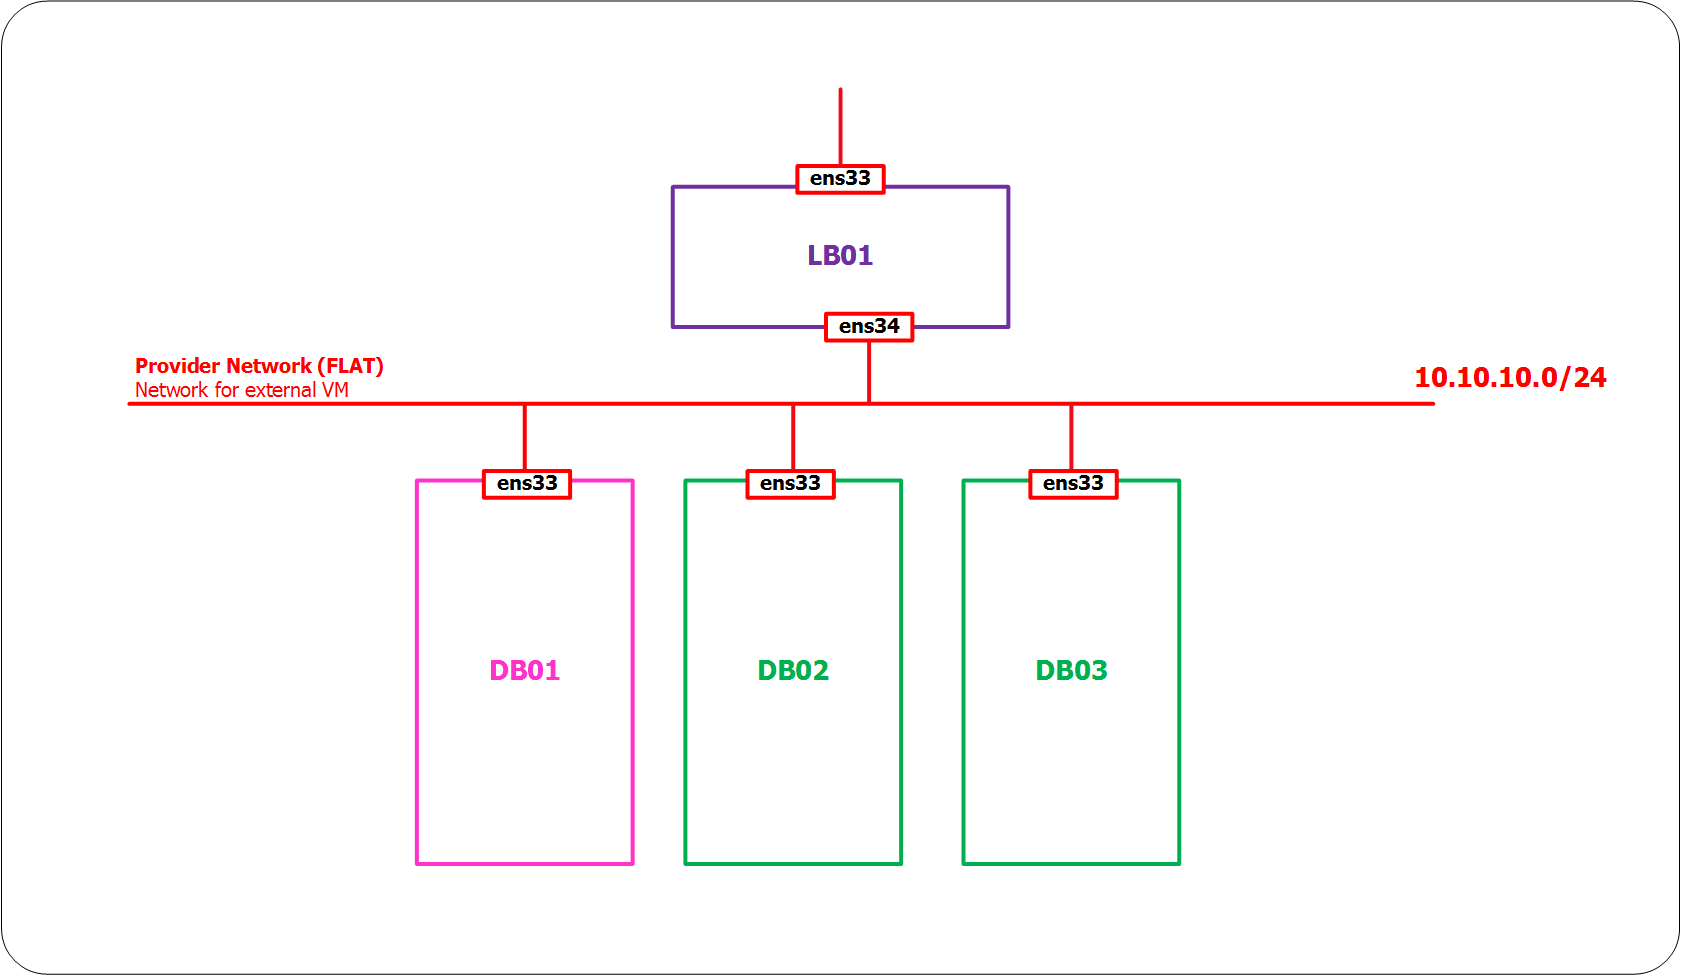 ens33
LB01
ens34
Provider Network (FLAT)
Network for external VM
10.10.10.0/24
ens33
ens33
ens33
DB01
DB02
DB03